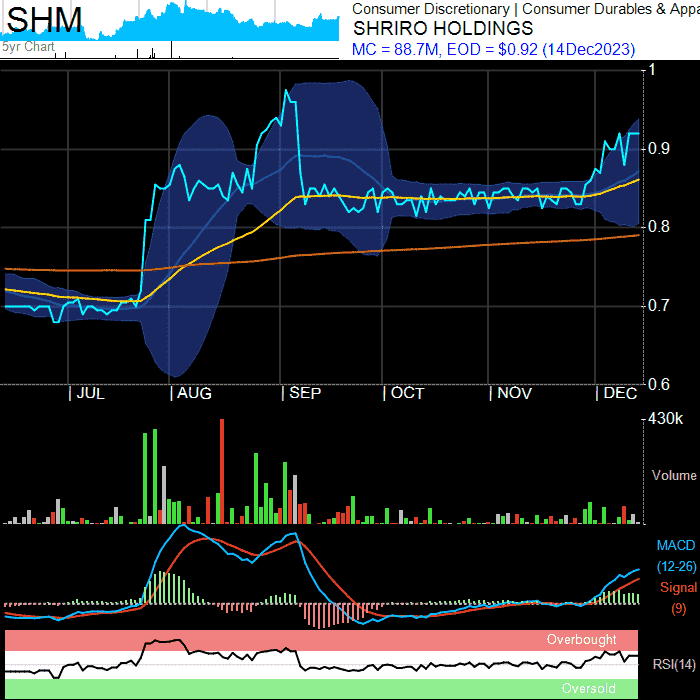 SHM
5yr Chart
Consumer Discretionary | Consumer Durables & Appa
SHRIRO HOLDINGS
MC = 88.7M, EOD = $0.92 (14Dec2023)
1
0.9
0.8
0.7
0.6
JUL AUG SEP OCT NOV DEC
430k
Volume
MACD
(12-26)
Signal
(9)
Overbought
RSI(14)
Oversold